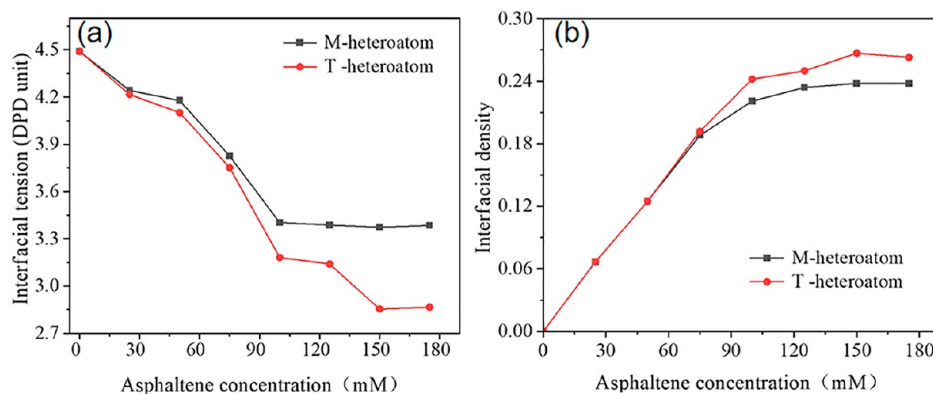 (a)
M-heteroatom
T -heteroatom
Interfacial tension (DPD unit)
4.5
4.2
3.9
3.6
3.3
3.0
2.7
0 30 60 90 120 150 180
Asphaltene concentration (mM)
(b)
M-heteroatom
T -heteroatom
Interfacial density
0.30
0.24
0.18
0.12
0.06
0.00
0 30 60 90 120 150 180
Asphaltene concentration (mM)